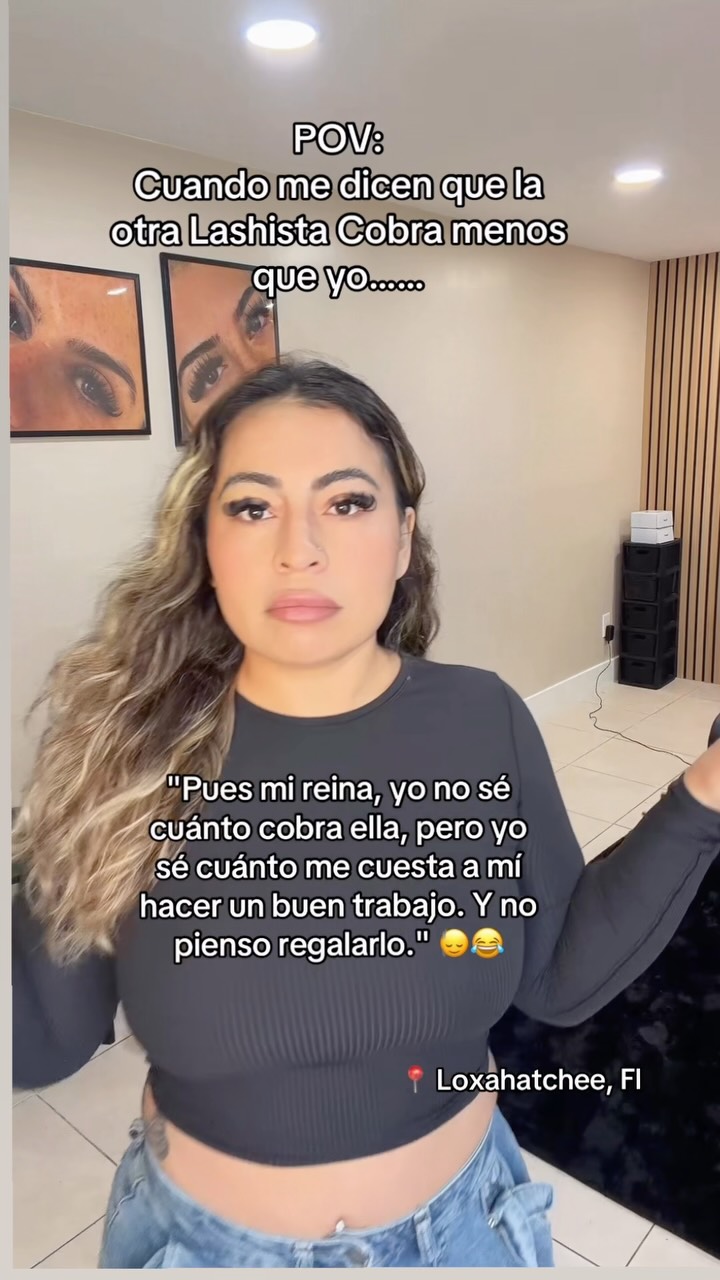 POV:
Cuando me dicen que la
otra Lashista Cobra menos
que yo......
"Pues mi reina, yo no sé
cuánto cobra ella, pero yo
sé cuánto me cuesta a mí
hacer un buen trabajo. Y no
pienso regalarlo." 😌😂
📍 Loxahatchee, Fl